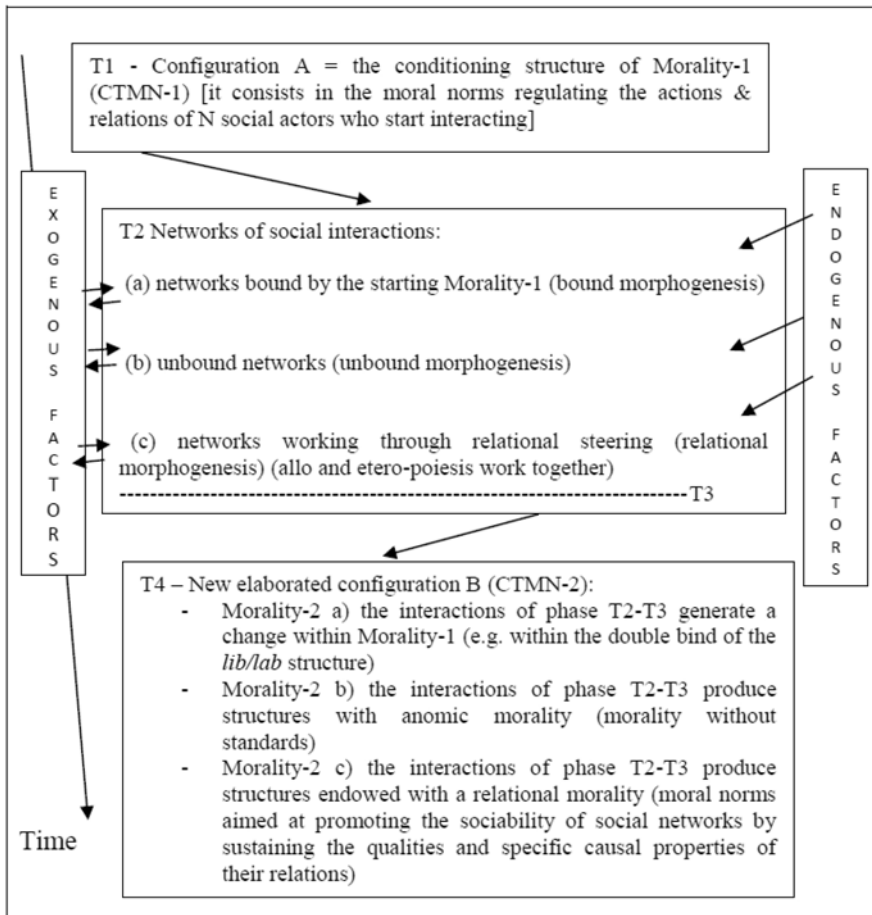 T1 - Configuration A = the conditioning structure of Morality-1
(CTMN-1) [it consists in the moral norms regulating the actions &
relations of N social actors who start interacting]
EXOGENOUS FACTORS
ENDOGENOUS FACTORS
T2 Networks of social interactions:
(a) networks bound by the starting Morality-1 (bound morphogenesis)
(b) unbound networks (unbound morphogenesis)
(c) networks working through relational steering (relational
morphogenesis) (allo and etero-poiesis work together)
---------------------------------------------------------------------------T3
T4 – New elaborated configuration B (CTMN-2):
- Morality-2 a) the interactions of phase T2-T3 generate a
change within Morality-1 (e.g. within the double bind of the
lib/lab structure)
- Morality-2 b) the interactions of phase T2-T3 produce
structures with anomic morality (morality without
standards)
- Morality-2 c) the interactions of phase T2-T3 produce
structures endowed with a relational morality (moral norms
aimed at promoting the sociability of social networks by
sustaining the qualities and specific causal properties of
their relations)
Time